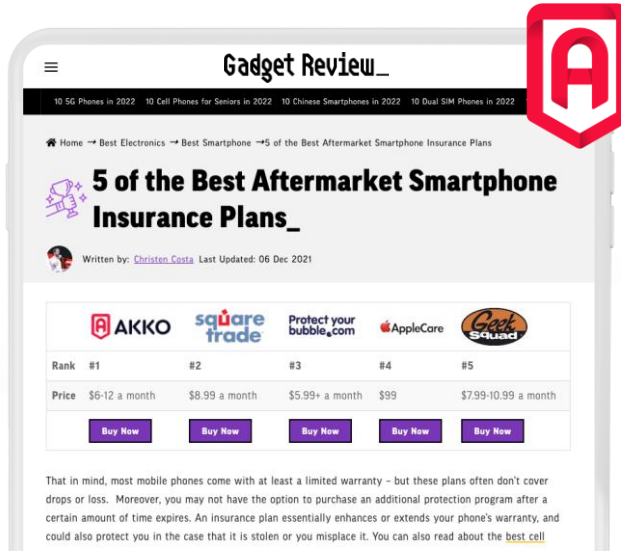 Gadget Review_
10 5G Phones in 2022 10 Cell Phones for Seniors in 2022 10 Chinese Smartphones in 2022 10 Dual SIM Phones in 2022
Home → Best Electronics → Best Smartphone →5 of the Best Aftermarket Smartphone Insurance Plans
5 of the Best Aftermarket Smartphone
Insurance Plans_
Written by: Christen Costa Last Updated: 06 Dec 2021
AKKO square trade Protect your bubble.com AppleCare Geek Squad
Rank #1 #2 #3 #4 #5
Price $6-12 a month $8.99 a month $5.99+ a month $99 $7.99-10.99 a month
Buy Now Buy Now Buy Now Buy Now Buy Now
That in mind, most mobile phones come with at least a limited warranty – but these plans often don't cover
drops or loss. Moreover, you may not have the option to purchase an additional protection program after a
certain amount of time expires. An insurance plan essentially enhances or extends your phone's warranty, and
could also protect you in the case that it is stolen or you misplace it. You can also read about the best cell